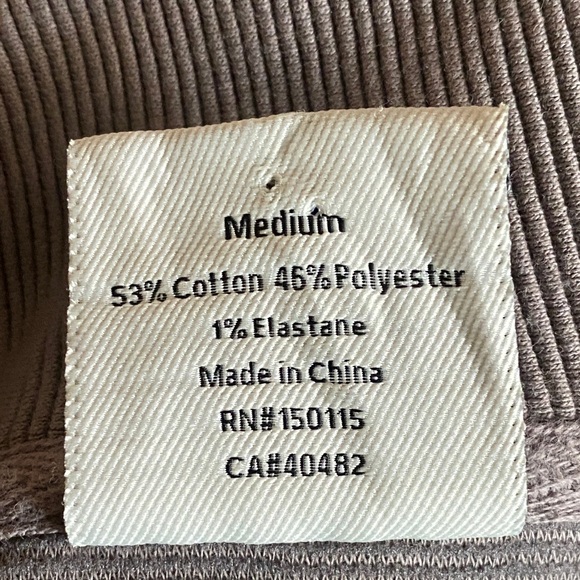 Medium
53% Cotton 46% Polyester
1% Elastane
Made in China
RN#150115
CA#40482